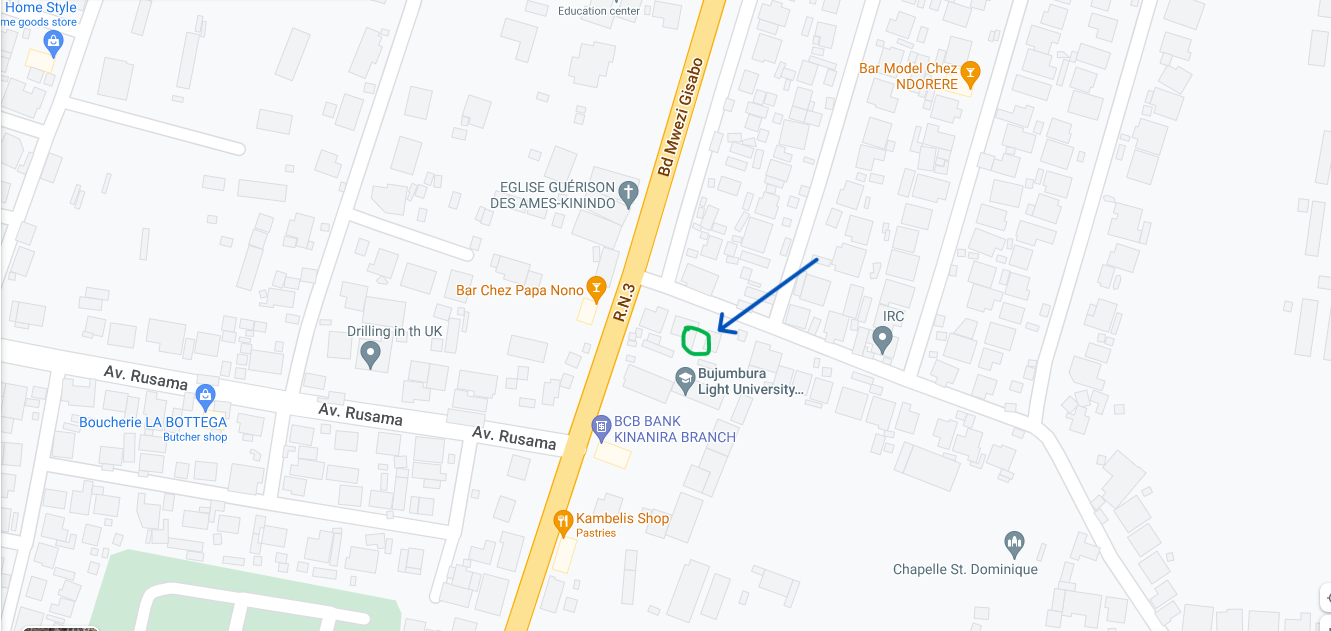 Home Style
me goods store
Education center
Bar Model Chez
NDORERE
Bd Mwezi Gisabo
EGLISE GUÉRISON
DES AMES-KININDO
Bar Chez Papa Nono
R.N.3
IRC
Drilling in th UK
Av. Rusama
Bujumbura
Light University...
Boucherie LA BOTTEGA
Butcher shop
Av. Rusama
Av. Rusama
BCB BANK
KINANIRA BRANCH
Kambelis Shop
Pastries
Chapelle St. Dominique